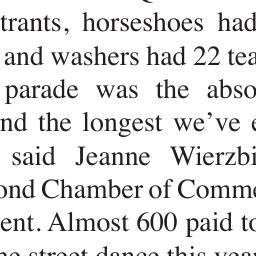 trants, horseshoes had
and washers had 22 tea
parade was the abso
nd the longest we've e
said Jeanne Wierzbi
ond Chamber of Comme
ent. Almost 600 paid to
he street dance this year